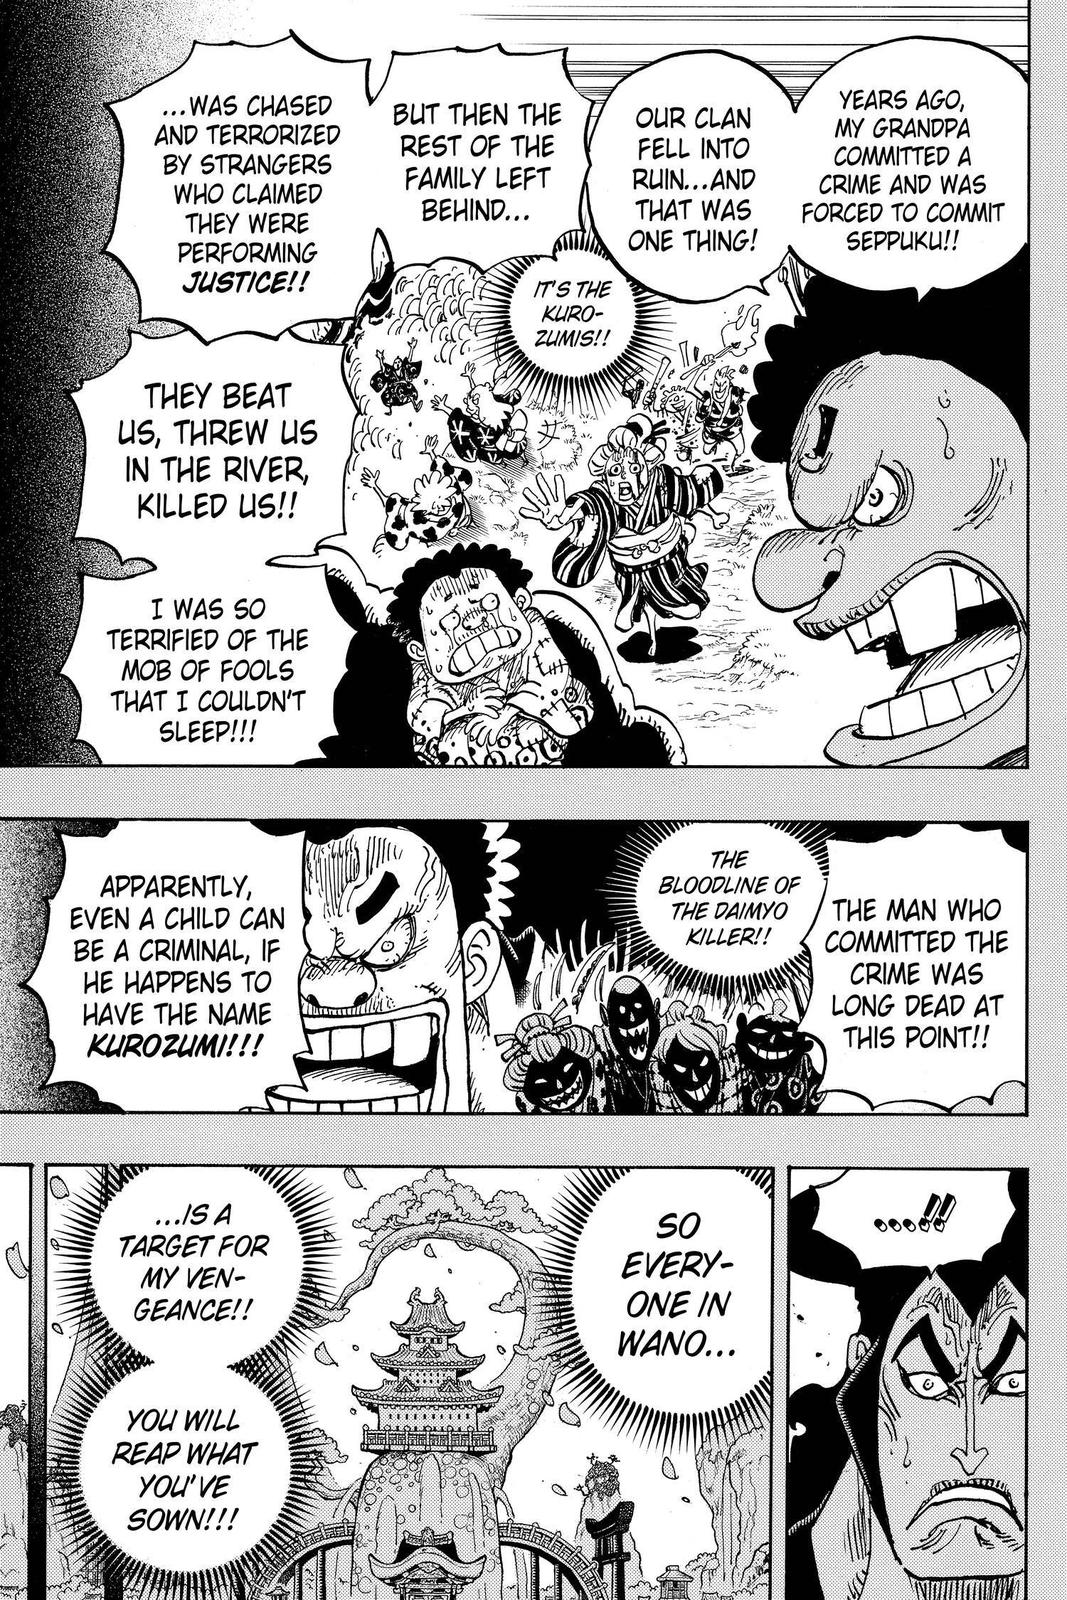 YEARS AGO,
MY GRANDPA
COMMITTED A
CRIME AND WAS
FORCED TO COMMIT
SEPPUKU!!
OUR CLAN
FELL INTO
RUIN...AND
THAT WAS
ONE THING!
BUT THEN THE
REST OF THE
FAMILY LEFT
BEHIND...
...WAS CHASED
AND TERRORIZED
BY STRANGERS
WHO CLAIMED
THEY WERE
PERFORMING
JUSTICE!!
IT'S THE
KURO-
ZUMIS!!
THEY BEAT
US, THREW US
IN THE RIVER,
KILLED US!!
I WAS SO
TERRIFIED OF THE
MOB OF FOOLS
THAT I COULDN'T
SLEEP!!!
THE MAN WHO
COMMITTED THE
CRIME WAS
LONG DEAD AT
THIS POINT!!
THE
BLOODLINE OF
THE DAIMYO
KILLER!!
APPARENTLY,
EVEN A CHILD CAN
BE A CRIMINAL, IF
HE HAPPENS TO
HAVE THE NAME
KUROZUMI!!!
...!!
SO
EVERY-
ONE IN
WANO...
...IS A
TARGET FOR
MY VEN-
GEANCE!!
YOU WILL
REAP WHAT
YOU'VE
SOWN!!!